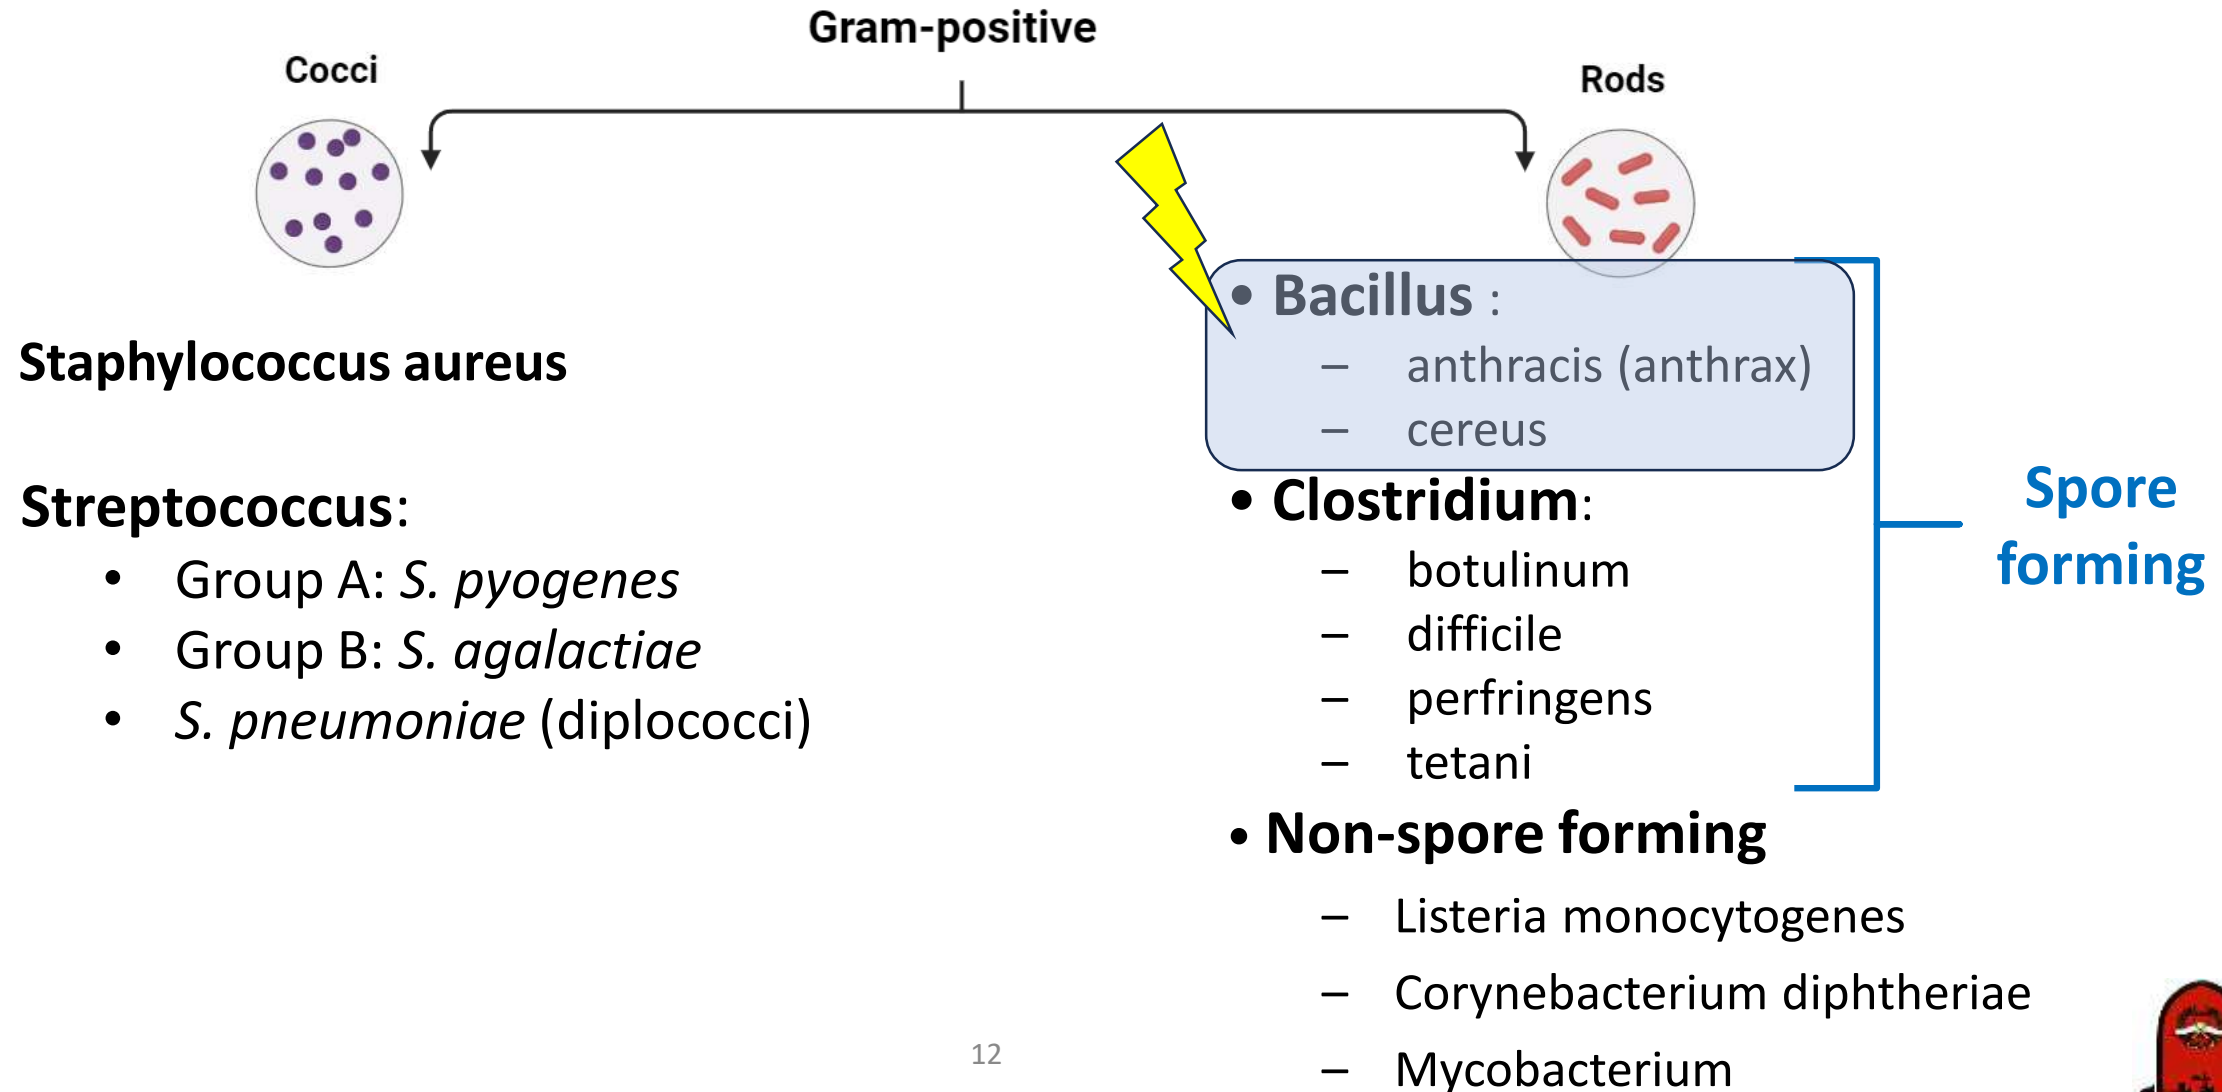 Gram-positive
Cocci
Rods
Staphylococcus aureus
Streptococcus:
• Group A: S. pyogenes
• Group B: S. agalactiae
• S. pneumoniae (diplococci)
• Bacillus :
– anthracis (anthrax)
– cereus
• Clostridium:
– botulinum
– difficile
– perfringens
– tetani
Spore
forming
• Non-spore forming
– Listeria monocytogenes
– Corynebacterium diphtheriae
– Mycobacterium
12